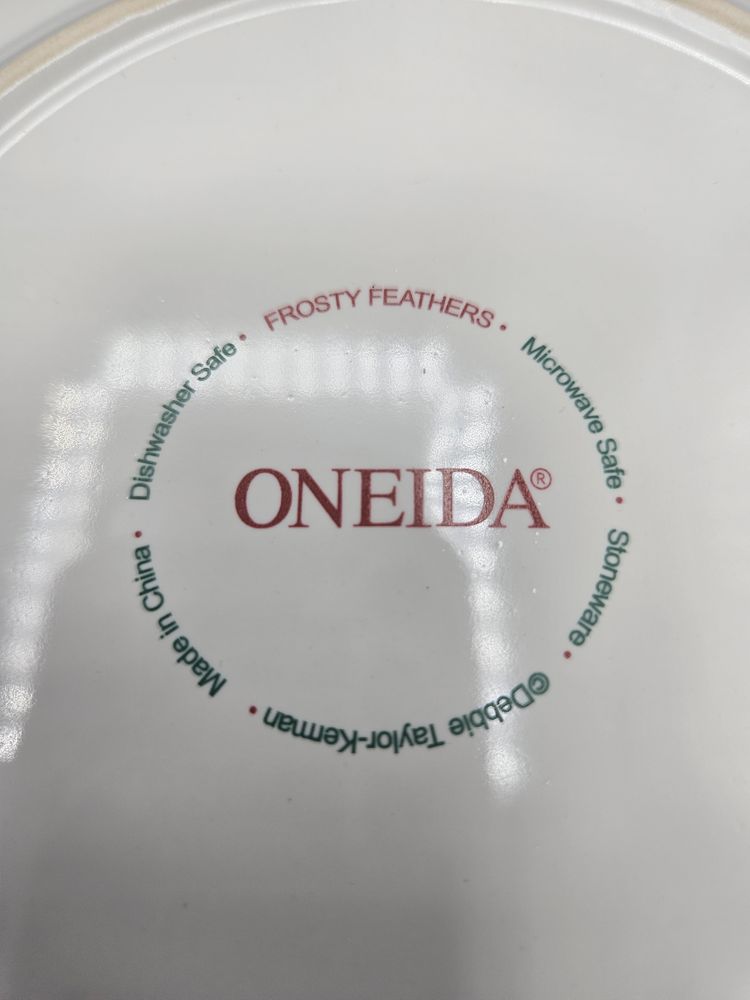 FROSTY FEATHERS •
Microwave Safe •
Stoneware •
©Debbie Taylor-Kerman •
Made in China •
Dishwasher Safe •
ONEIDA®